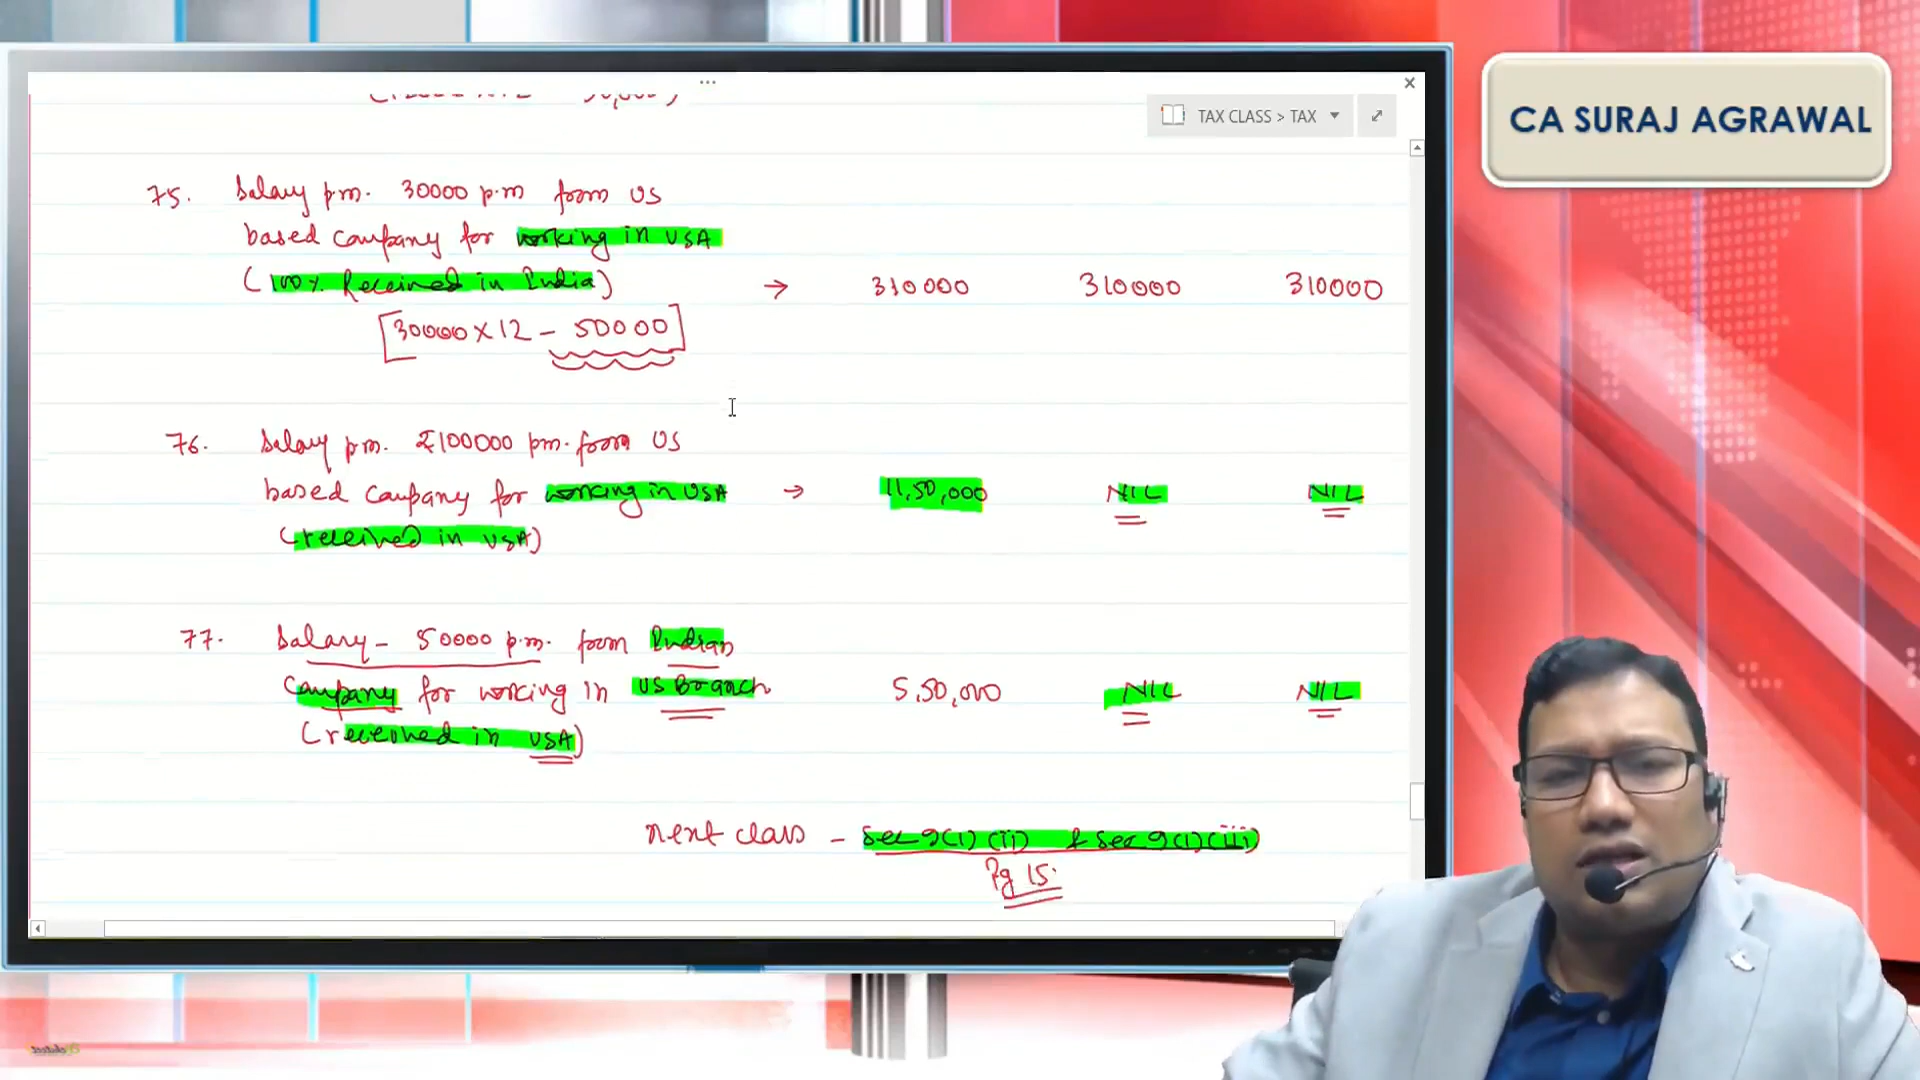 CA SURAJ AGRAWAL
TAX CLASS > TAX
75. Salary p.m. 30000 p.m from US
based company for working in USA
(100% Received in India) → 310000 310000 310000
[30000 X 12 - 50000]
76. Salary p.m. ₹100000 pm. from US
based company for working in USA → 11,50,000 NIL NIL
(received in USA)
77. Salary - 50000 p.m. from Indian
Company for working in US Branch 5,50,000 NIL NIL
(received in USA)
next class - Sec 9(1)(ii) & Sec 9(1)(iii)
Pg 15.